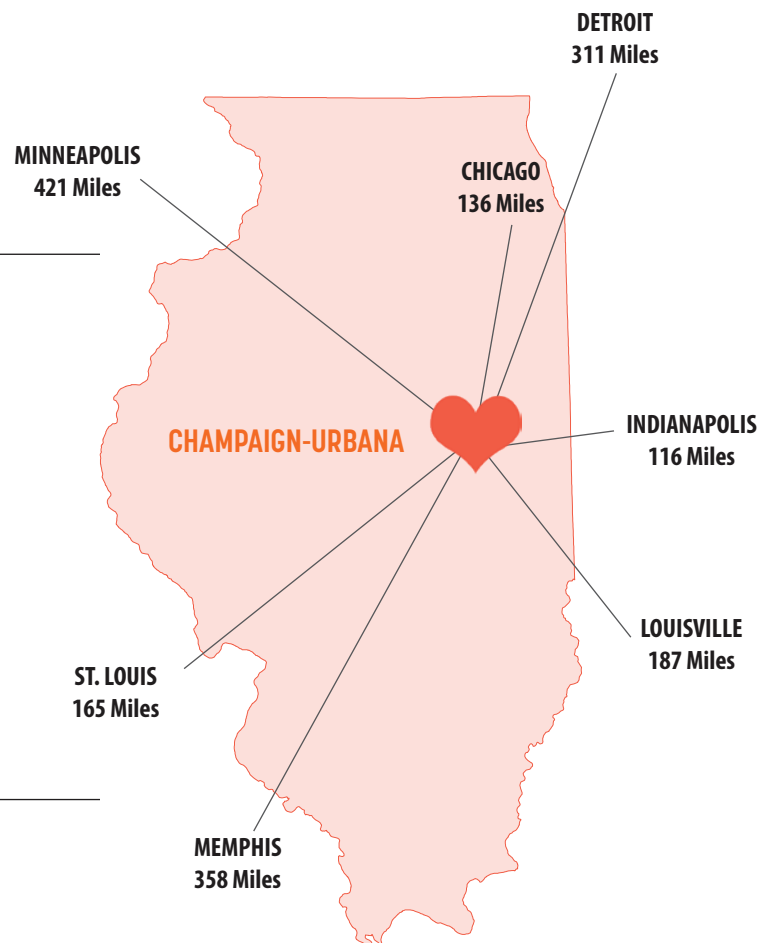 DETROIT
311 Miles
MINNEAPOLIS
421 Miles
CHICAGO
136 Miles
CHAMPAIGN-URBANA
INDIANAPOLIS
116 Miles
LOUISVILLE
187 Miles
ST. LOUIS
165 Miles
MEMPHIS
358 Miles